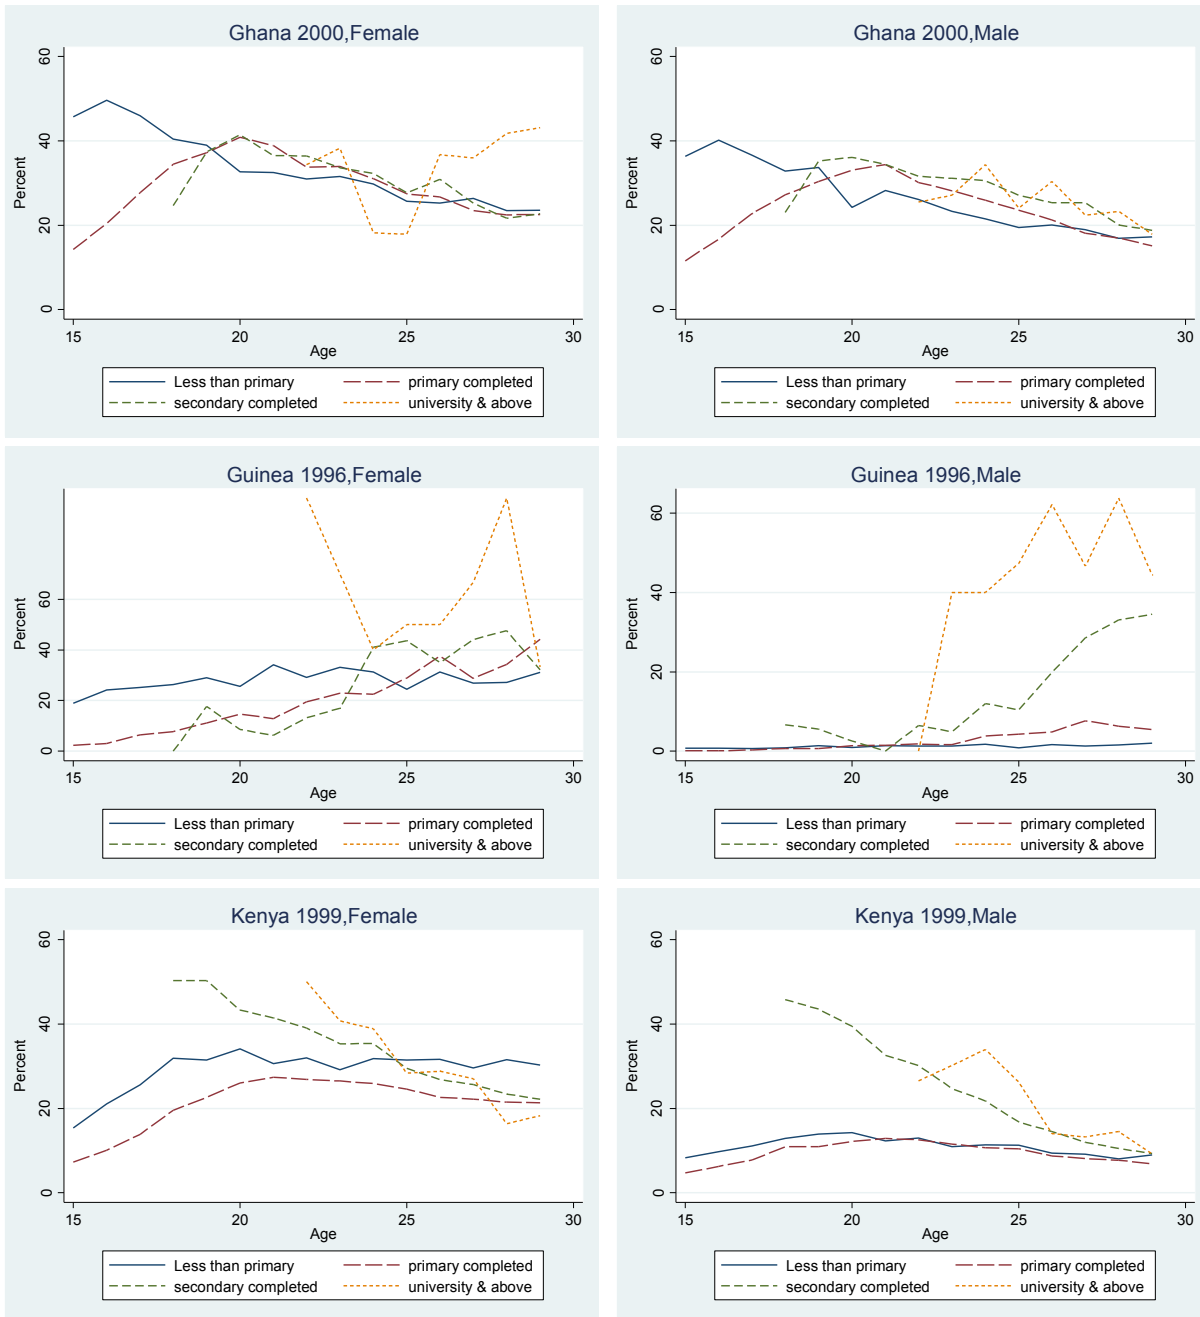 Ghana 2000,Female
60
40
20
0
Percent
15 20 25 30
Age
Less than primary primary completed
secondary completed university & above
Ghana 2000,Male
60
40
20
0
Percent
15 20 25 30
Age
Less than primary primary completed
secondary completed university & above
Guinea 1996,Female
60
40
20
0
Percent
15 20 25 30
Age
Less than primary primary completed
secondary completed university & above
Guinea 1996,Male
60
40
20
0
Percent
15 20 25 30
Age
Less than primary primary completed
secondary completed university & above
Kenya 1999,Female
60
40
20
0
Percent
15 20 25 30
Age
Less than primary primary completed
secondary completed university & above
Kenya 1999,Male
60
40
20
0
Percent
15 20 25 30
Age
Less than primary primary completed
secondary completed university & above